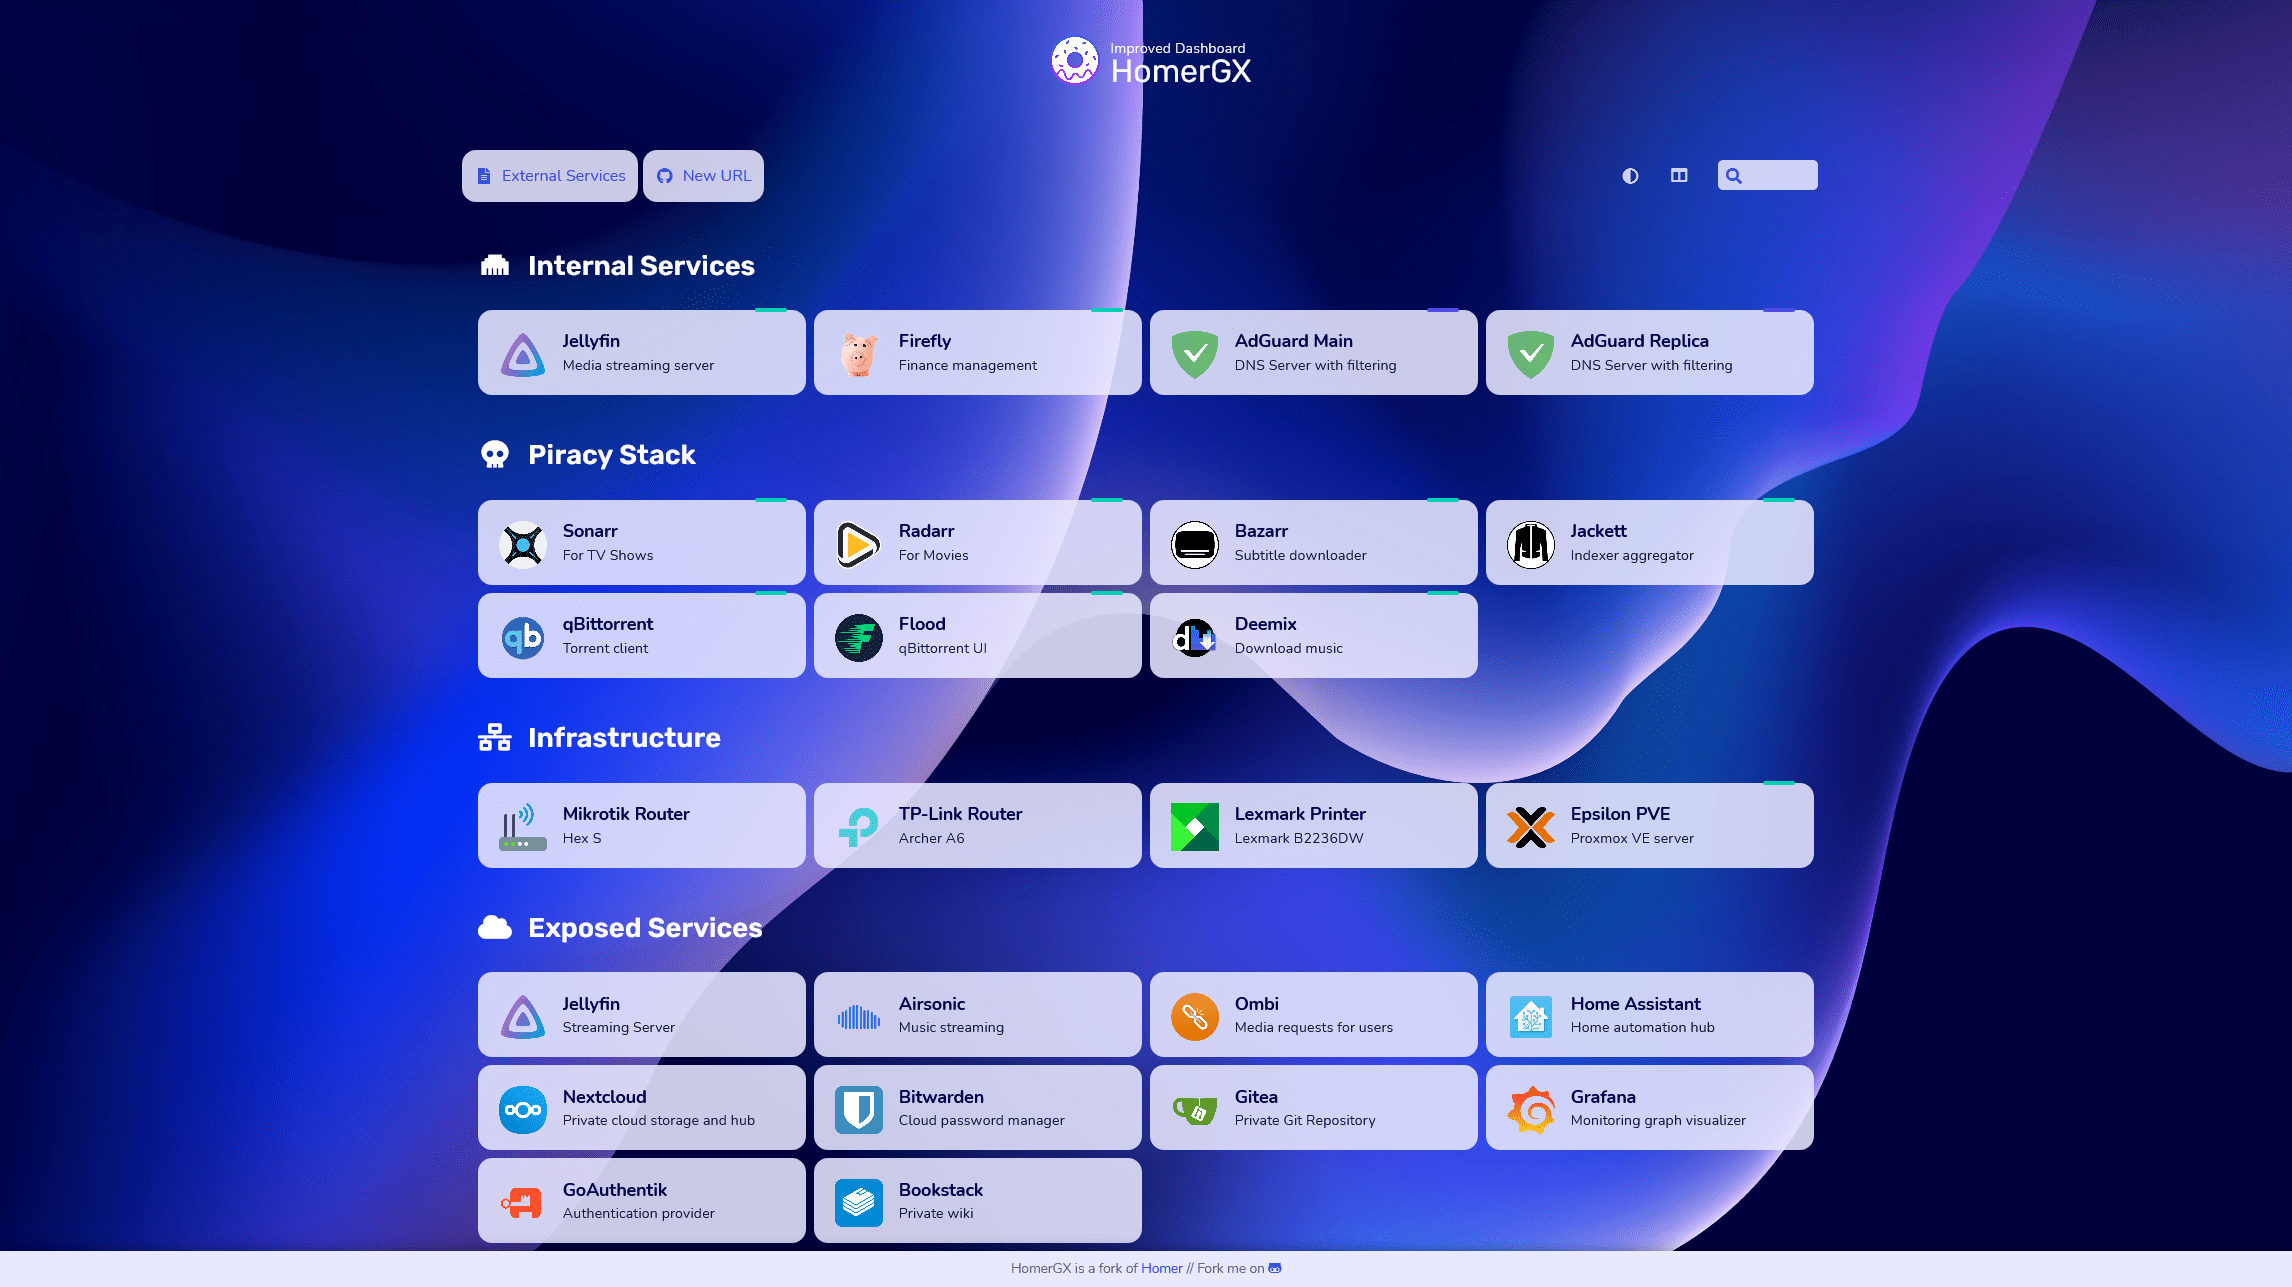 Improved Dashboard
HomerGX
External Services
New URL
Internal Services
Jellyfin
Media streaming server
Firefly
Finance management
AdGuard Main
DNS Server with filtering
AdGuard Replica
DNS Server with filtering
Piracy Stack
Sonarr
For TV Shows
Radarr
For Movies
Bazarr
Subtitle downloader
Jackett
Indexer aggregator
qb
qBittorrent
Torrent client
Flood
qBittorrent UI
Deemix
Download music
Infrastructure
Mikrotik Router
Hex S
TP-Link Router
Archer A6
Lexmark Printer
Lexmark B2236DW
Epsilon PVE
Proxmox VE server
Exposed Services
Jellyfin
Streaming Server
Airsonic
Music streaming
Ombi
Media requests for users
Home Assistant
Home automation hub
Nextcloud
Private cloud storage and hub
Bitwarden
Cloud password manager
Gitea
Private Git Repository
Grafana
Monitoring graph visualizer
GoAuthentik
Authentication provider
Bookstack
Private wiki
HomerGX is a fork of Homer // Fork me on